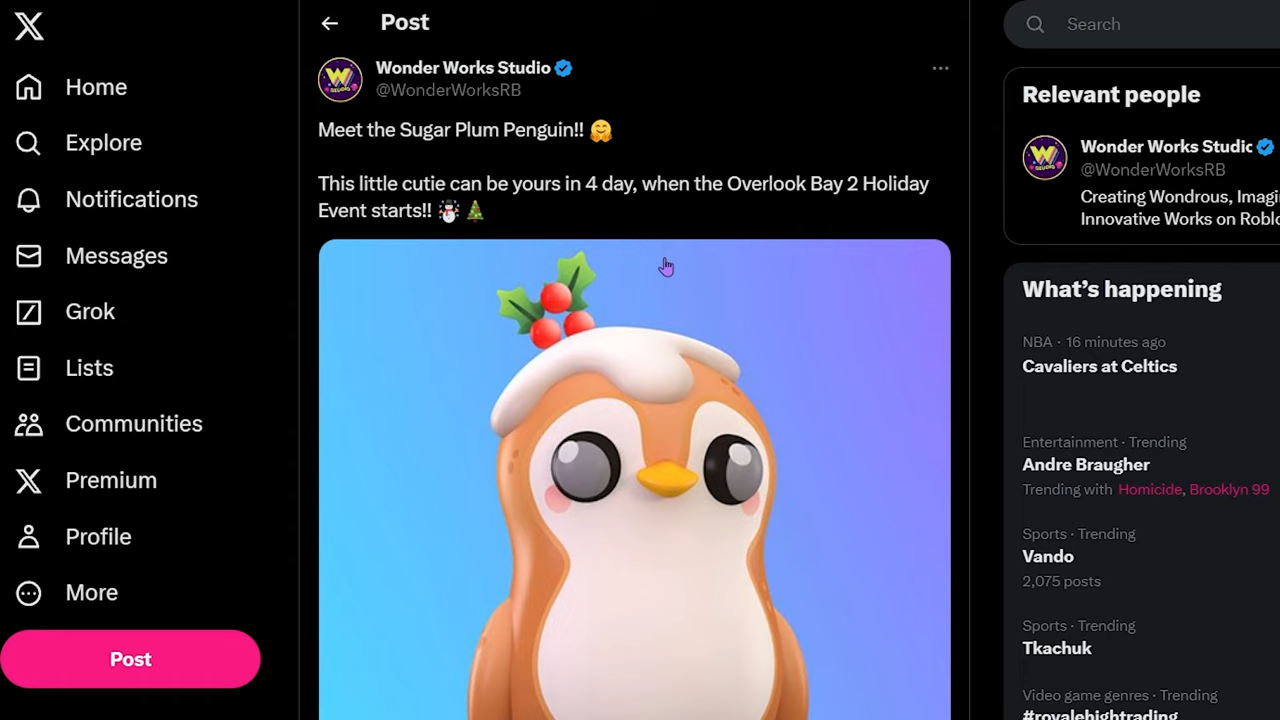 Home
Explore
Notifications
Messages
Grok
Lists
Communities
Premium
Profile
More
Post
Post
Wonder Works Studio
@WonderWorksRB
Meet the Sugar Plum Penguin!! 🤗
This little cutie can be yours in 4 day, when the Overlook Bay 2 Holiday
Event starts!! ☃️🎄
Search
Relevant people
Wonder Works Studio
@WonderWorksRB
Creating Wondrous, Imagi
Innovative Works on Roblo
What's happening
NBA · 16 minutes ago
Cavaliers at Celtics
Entertainment · Trending
Andre Braugher
Trending with Homicide, Brooklyn 99
Sports · Trending
Vando
2,075 posts
Sports · Trending
Tkachuk
Video game genres · Trending
#royalehightrading